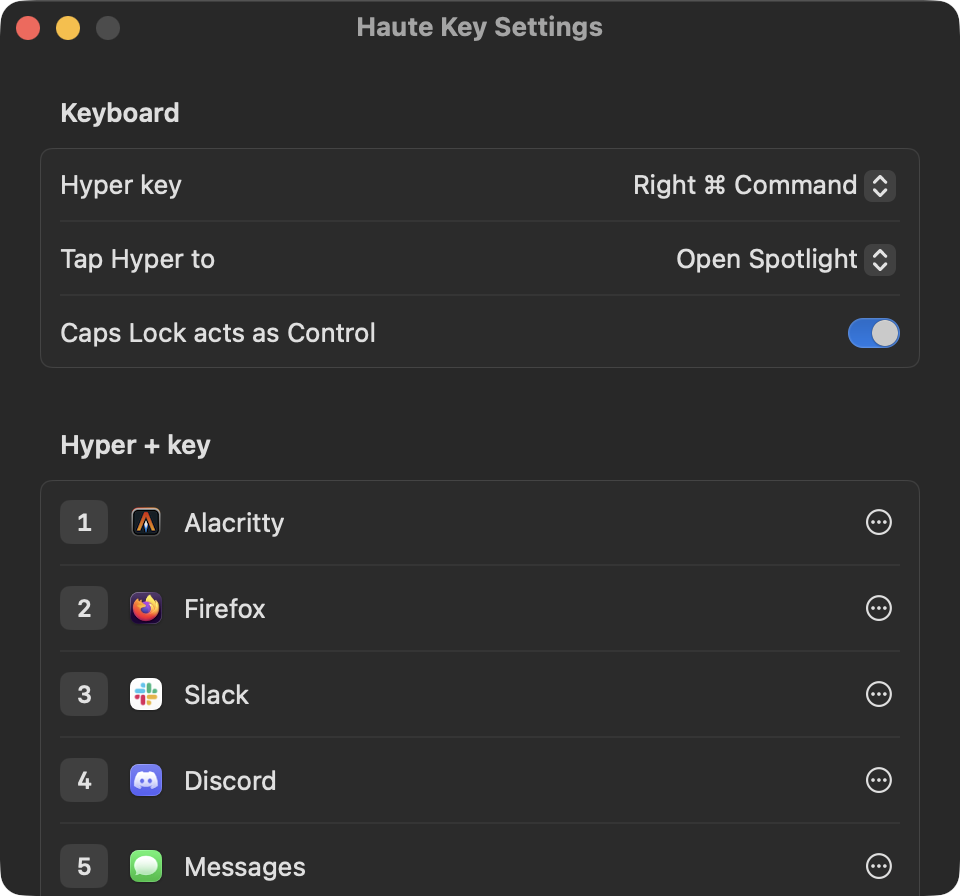 Haute Key Settings
Keyboard
Hyper key Right ⌘ Command
Tap Hyper to Open Spotlight
Caps Lock acts as Control
Hyper + key
1 Alacritty
2 Firefox
3 Slack
4 Discord
5 Messages